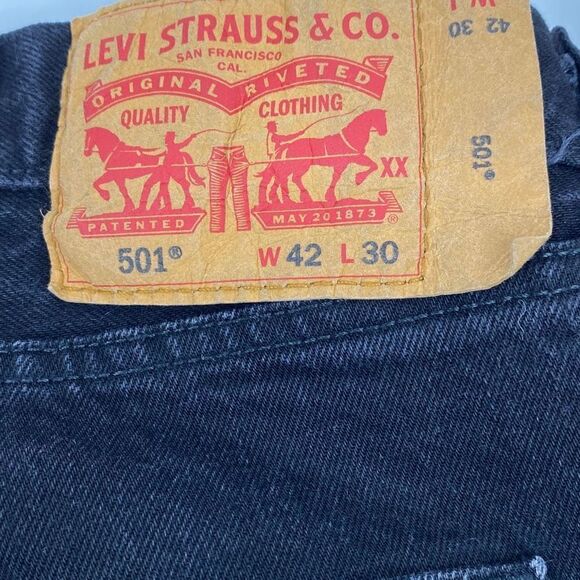 LEVI STRAUSS & CO.
SAN FRANCISCO
CAL.
ORIGINAL RIVETED
QUALITY CLOTHING
XX
PATENTED MAY 20 1873 ®
501® W 42 L 30
W L
42 30
501®